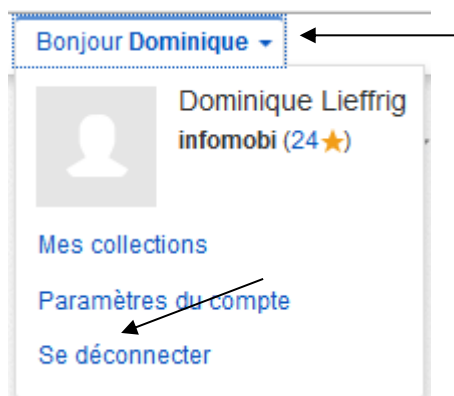 Bonjour Dominique
Dominique Lieffrig
infomobi (24★)
Mes collections
Paramètres du compte
Se déconnecter